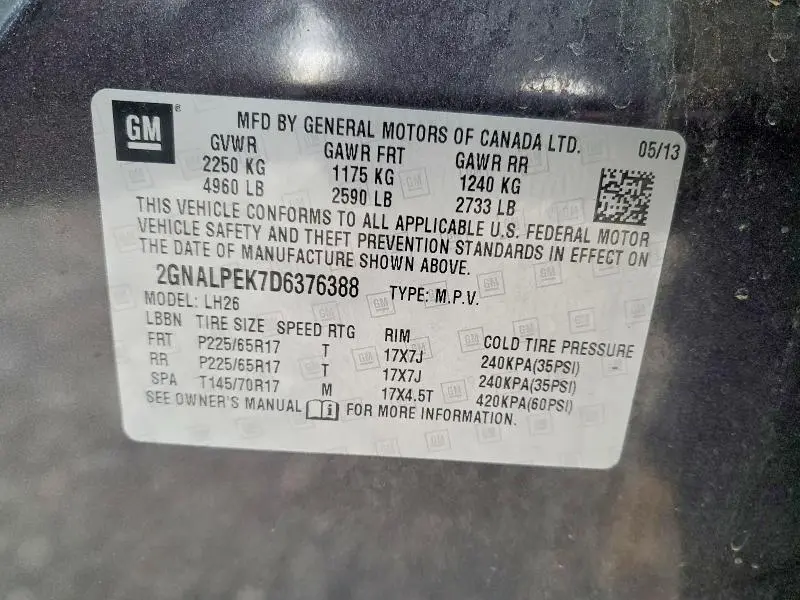 GM ®
MFD BY GENERAL MOTORS OF CANADA LTD. 05/13
GVWR GAWR FRT GAWR RR
2250 KG 1175 KG 1240 KG
4960 LB 2590 LB 2733 LB
THIS VEHICLE CONFORMS TO ALL APPLICABLE U.S. FEDERAL MOTOR
VEHICLE SAFETY AND THEFT PREVENTION STANDARDS IN EFFECT ON
THE DATE OF MANUFACTURE SHOWN ABOVE.
2GNALPEK7D6376388 TYPE: M.P.V.
MODEL: LH26
LBBN TIRE SIZE SPEED RTG RIM COLD TIRE PRESSURE
FRT P225/65R17 T 17X7J 240KPA(35PSI)
RR P225/65R17 T 17X7J 240KPA(35PSI)
SPA T145/70R17 M 17X4.5T 420KPA(60PSI)
SEE OWNER'S MANUAL i FOR MORE INFORMATION.